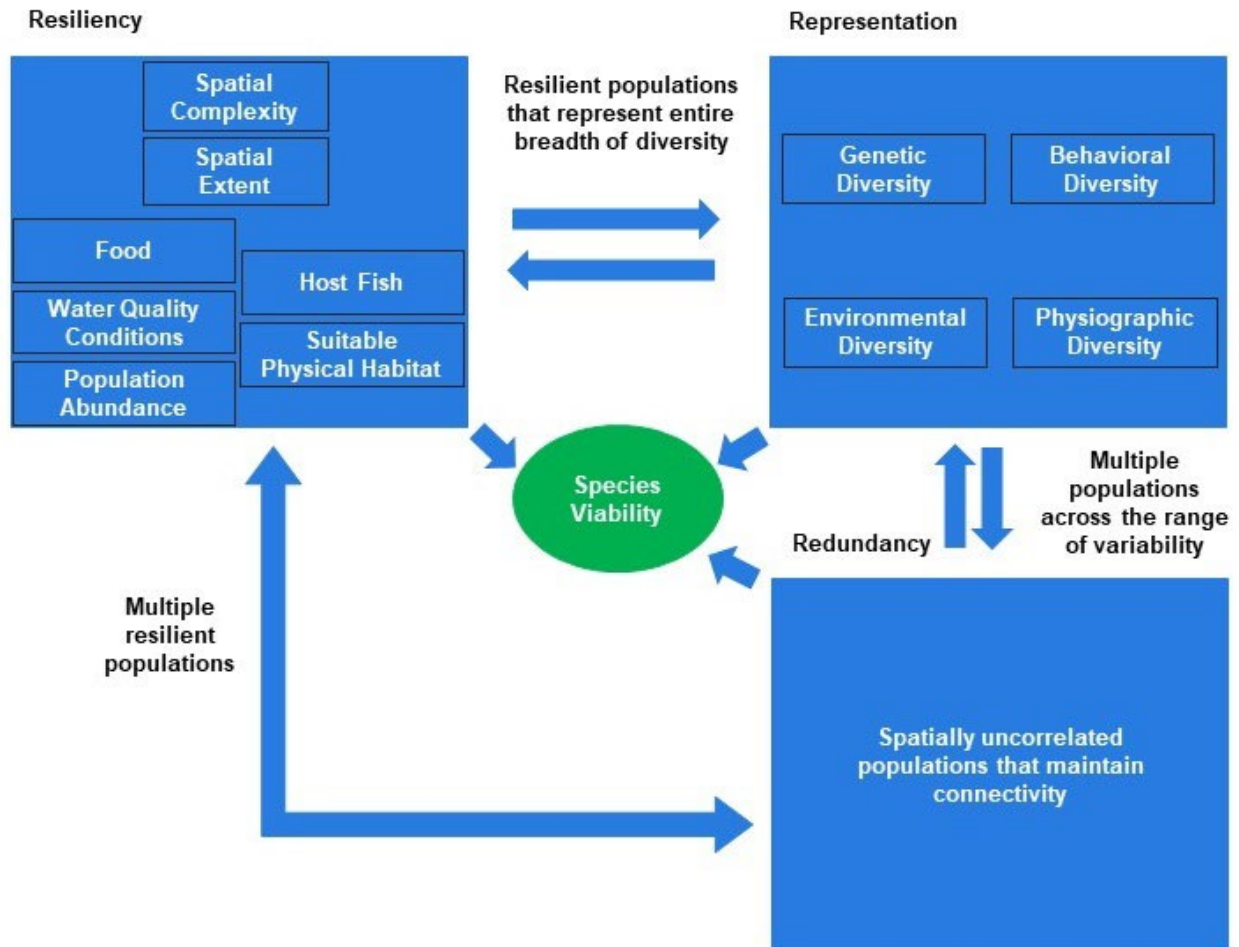 Resiliency
Spatial
Complexity
Spatial
Extent
Food
Water Quality
Conditions
Population
Abundance
Host Fish
Suitable
Physical Habitat
Resilient populations
that represent entire
breadth of diversity
Representation
Genetic
Diversity
Behavioral
Diversity
Environmental
Diversity
Physiographic
Diversity
Species
Viability
Redundancy
Multiple
populations
across the range
of variability
Multiple
resilient
populations
Spatially uncorrelated
populations that maintain
connectivity